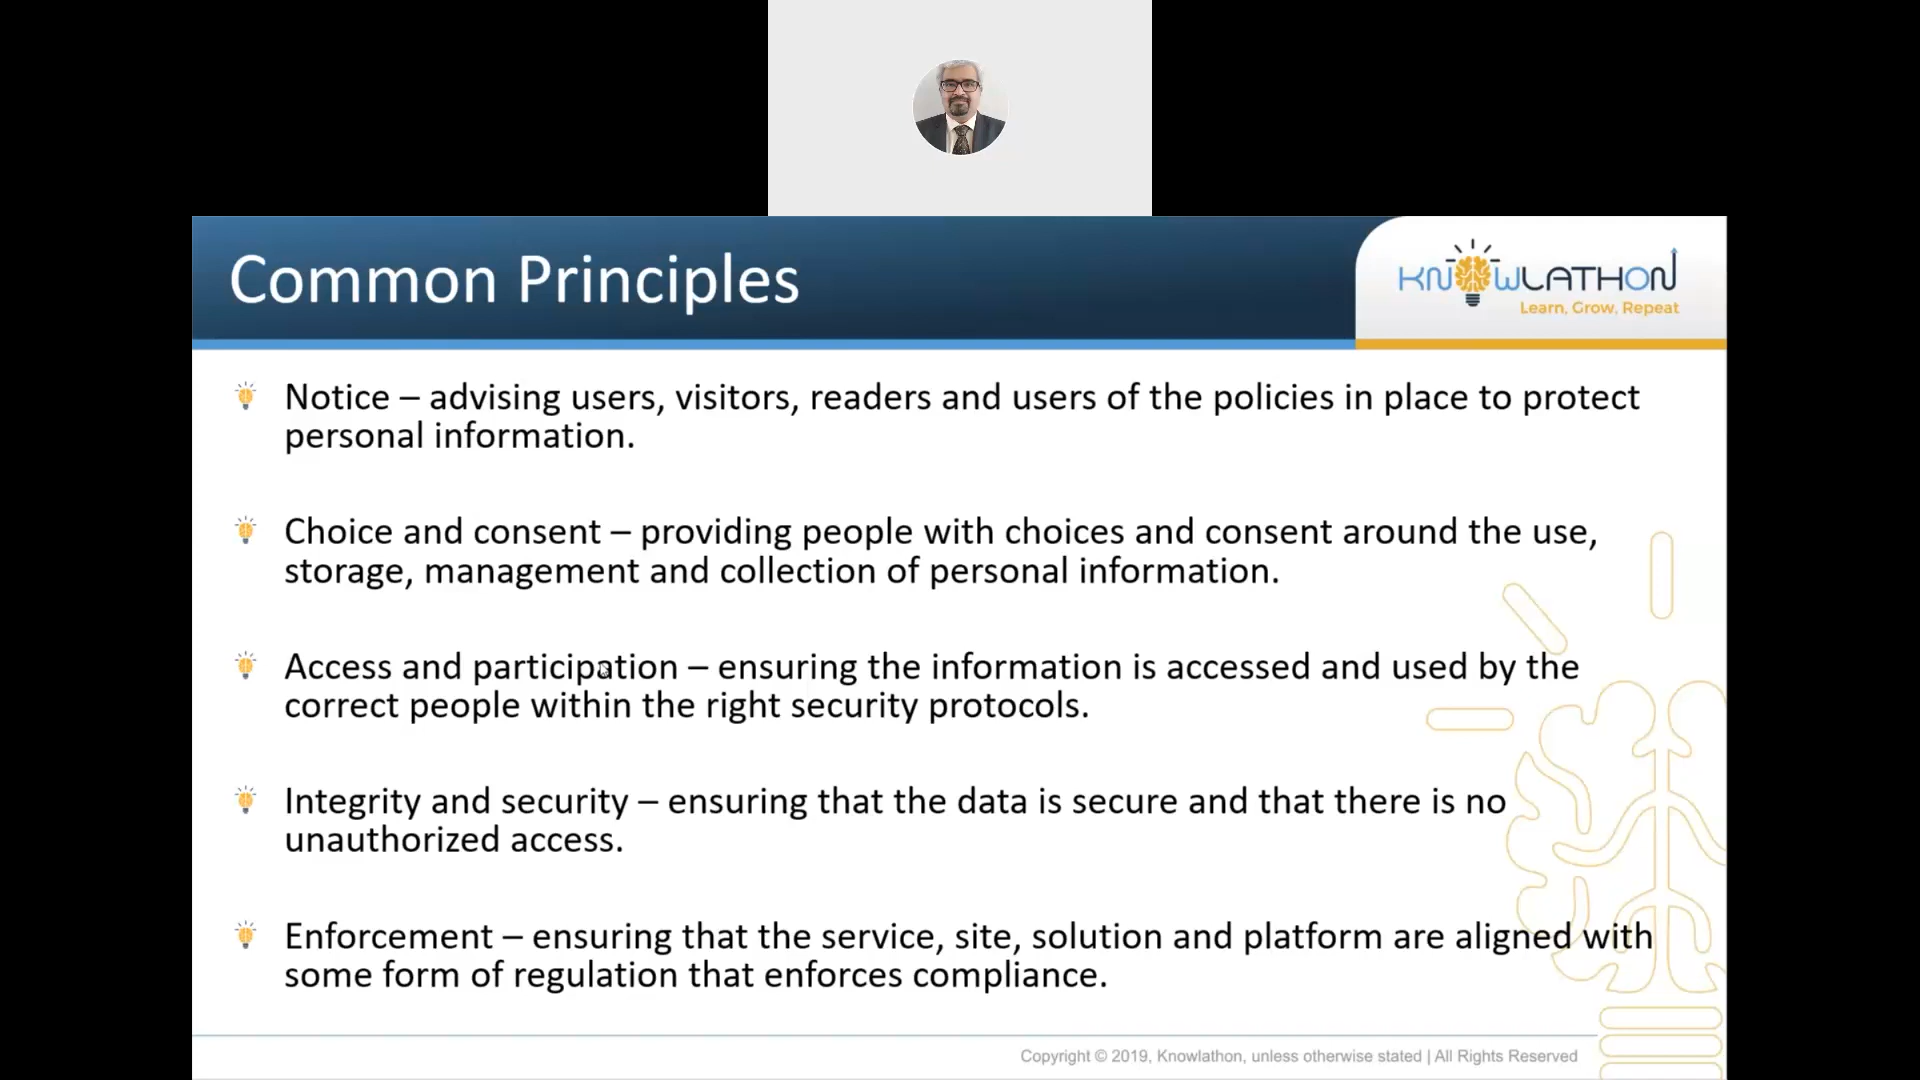 Common Principles
KNOWLATHON
Learn, Grow, Repeat
Notice – advising users, visitors, readers and users of the policies in place to protect
personal information.
Choice and consent – providing people with choices and consent around the use,
storage, management and collection of personal information.
Access and participation – ensuring the information is accessed and used by the
correct people within the right security protocols.
Integrity and security – ensuring that the data is secure and that there is no
unauthorized access.
Enforcement – ensuring that the service, site, solution and platform are aligned with
some form of regulation that enforces compliance.
Copyright © 2019, Knowlathon, unless otherwise stated | All Rights Reserved